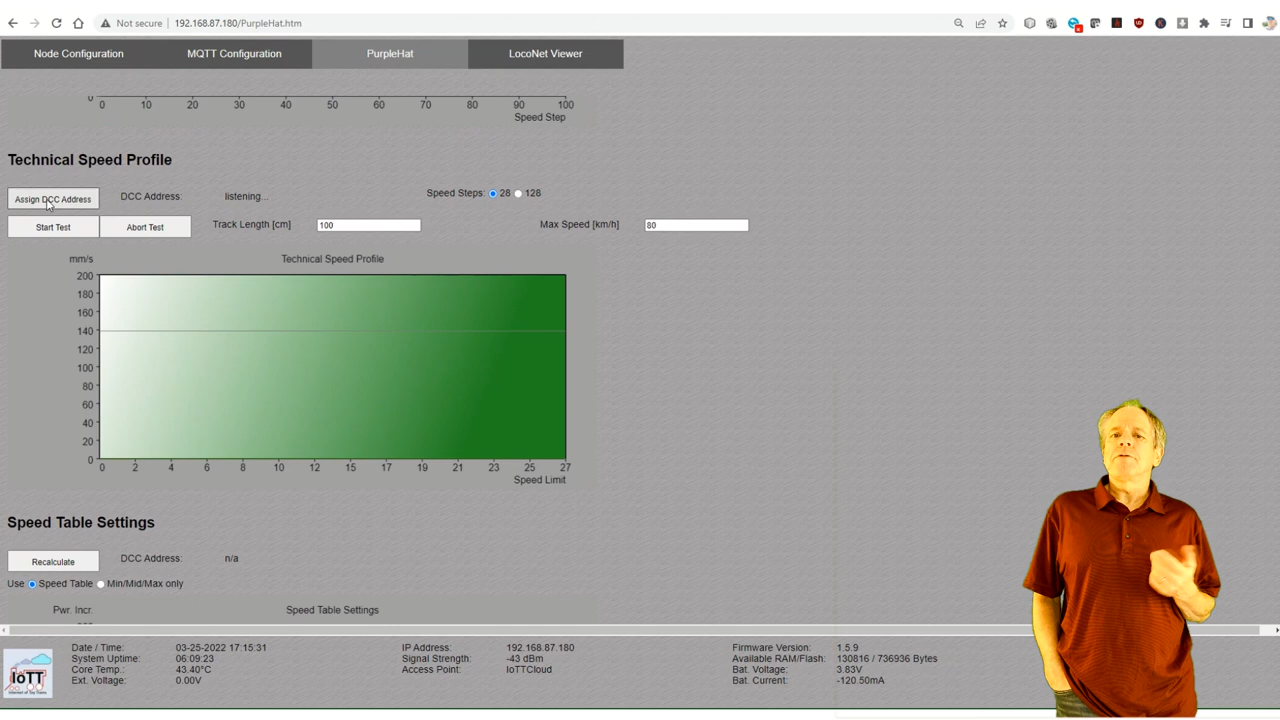 Not secure | 192.168.87.180/PurpleHat.htm
Node Configuration MQTT Configuration PurpleHat LocoNet Viewer
0
0 10 20 30 40 50 60 70 80 90 100
Speed Step
Technical Speed Profile
Assign DCC Address DCC Address: listening... Speed Steps: 28 128
Start Test Abort Test Track Length [cm] 100 Max Speed [km/h] 80
mm/s Technical Speed Profile
200
180
160
140
120
100
80
60
40
20
0
0 2 4 6 8 10 12 15 17 19 21 23 25 27
Speed Limit
Speed Table Settings
Recalculate DCC Address: n/a
Use Speed Table Min/Mid/Max only
Pwr. Incr. Speed Table Settings
Date / Time: 03-25-2022 17:15:31 IP Address: 192.168.87.180 Firmware Version: 1.5.9
System Uptime: 06:09:23 Signal Strength: -43 dBm Available RAM/Flash: 130816 / 736936 Bytes
Core Temp.: 43.40°C Access Point: IoTTCloud Bat. Voltage: 3.83V
Ext. Voltage: 0.00V Bat. Current: -120.50mA
IoTT
Internet of Toy Trains